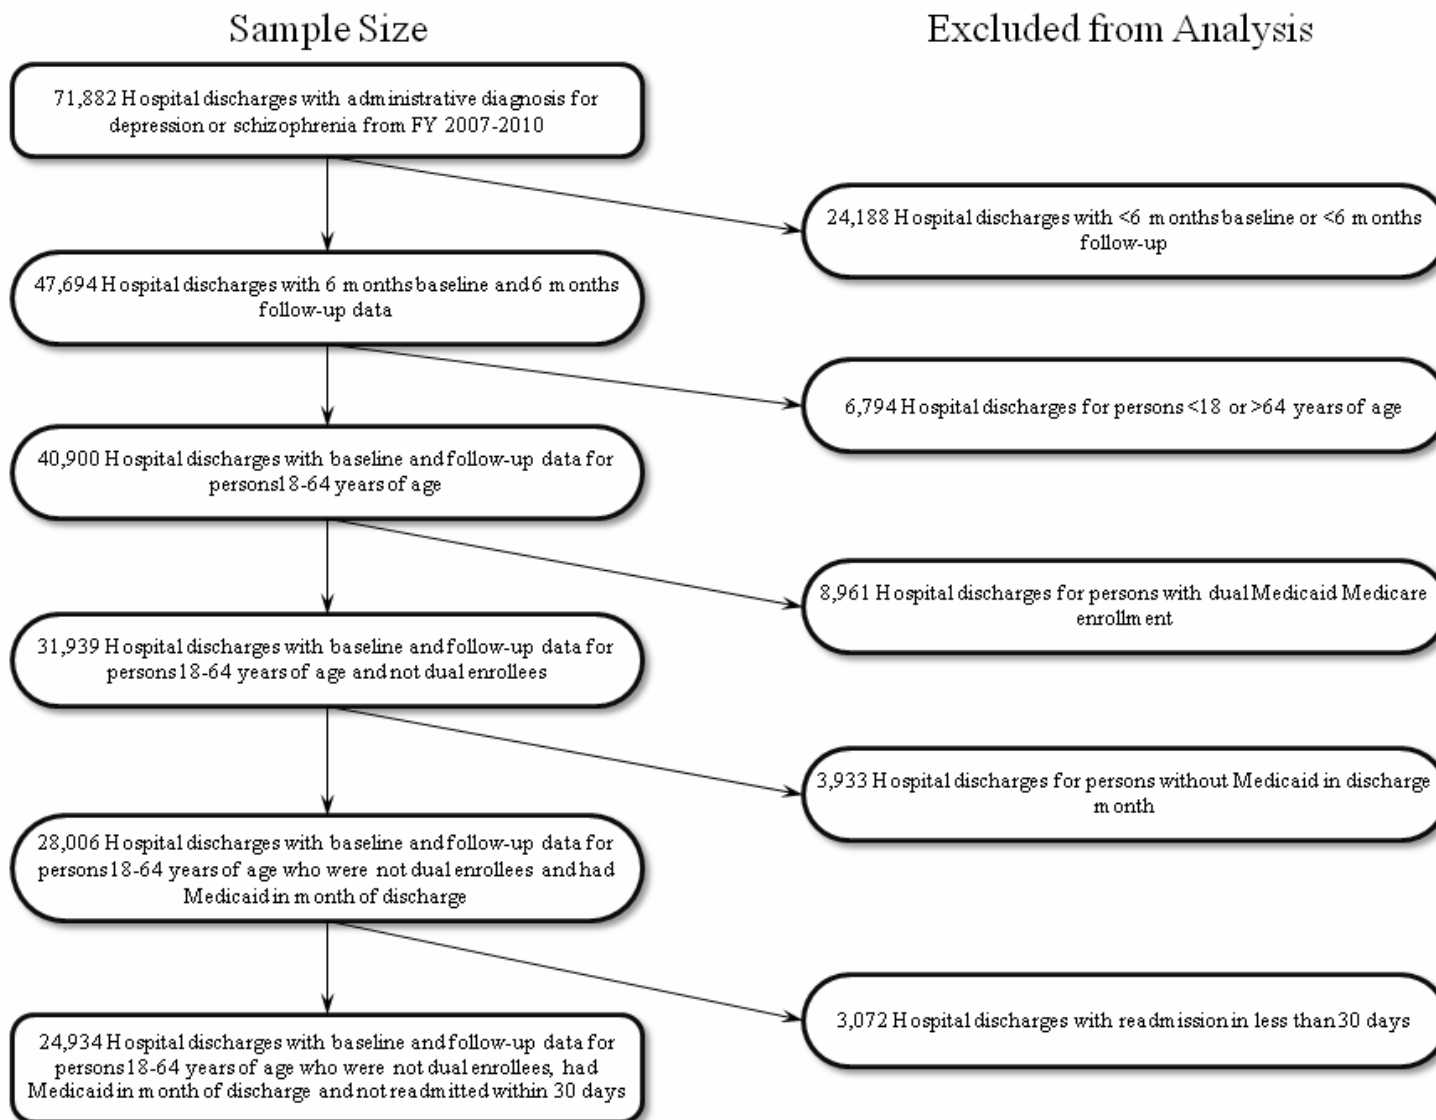 Sample Size
Excluded from Analysis
71,882 Hospital discharges with administrative diagnosis for
depression or schizophrenia from FY 2007-2010
24,188 Hospital discharges with <6 months baseline or <6 months
follow-up
47,694 Hospital discharges with 6 months baseline and 6 months
follow-up data
6,794 Hospital discharges for persons <18 or >64 years of age
40,900 Hospital discharges with baseline and follow-up data for
persons18-64 years of age
8,961 Hospital discharges for persons with dual Medicaid Medicare
enrollment
31,939 Hospital discharges with baseline and follow-up data for
persons18-64 years of age and not dual enrollees
3,933 Hospital discharges for persons without Medicaid in discharge
month
28,006 Hospital discharges with baseline and follow-up data for
persons18-64 years of age who were not dual enrollees and had
Medicaid in month of discharge
3,072 Hospital discharges with readmission in less than 30 days
24,934 Hospital discharges with baseline and follow-up data for
persons18-64 years of age who were not dual enrollees, had
Medicaid in month of discharge and not readmitted within 30 days